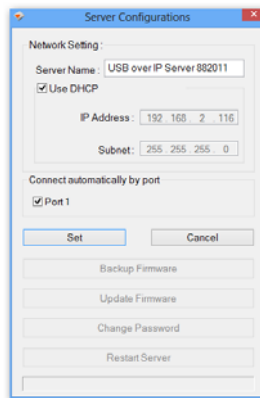 Server Configurations
Network Setting :
Server Name : USB over IP Server 882011
Use DHCP
IP Address : 192 . 168 . 2 . 116
Subnet : 255 . 255 . 255 . 0
Connect automatically by port
Port 1
Set Cancel
Backup Firmware
Update Firmware
Change Password
Restart Server